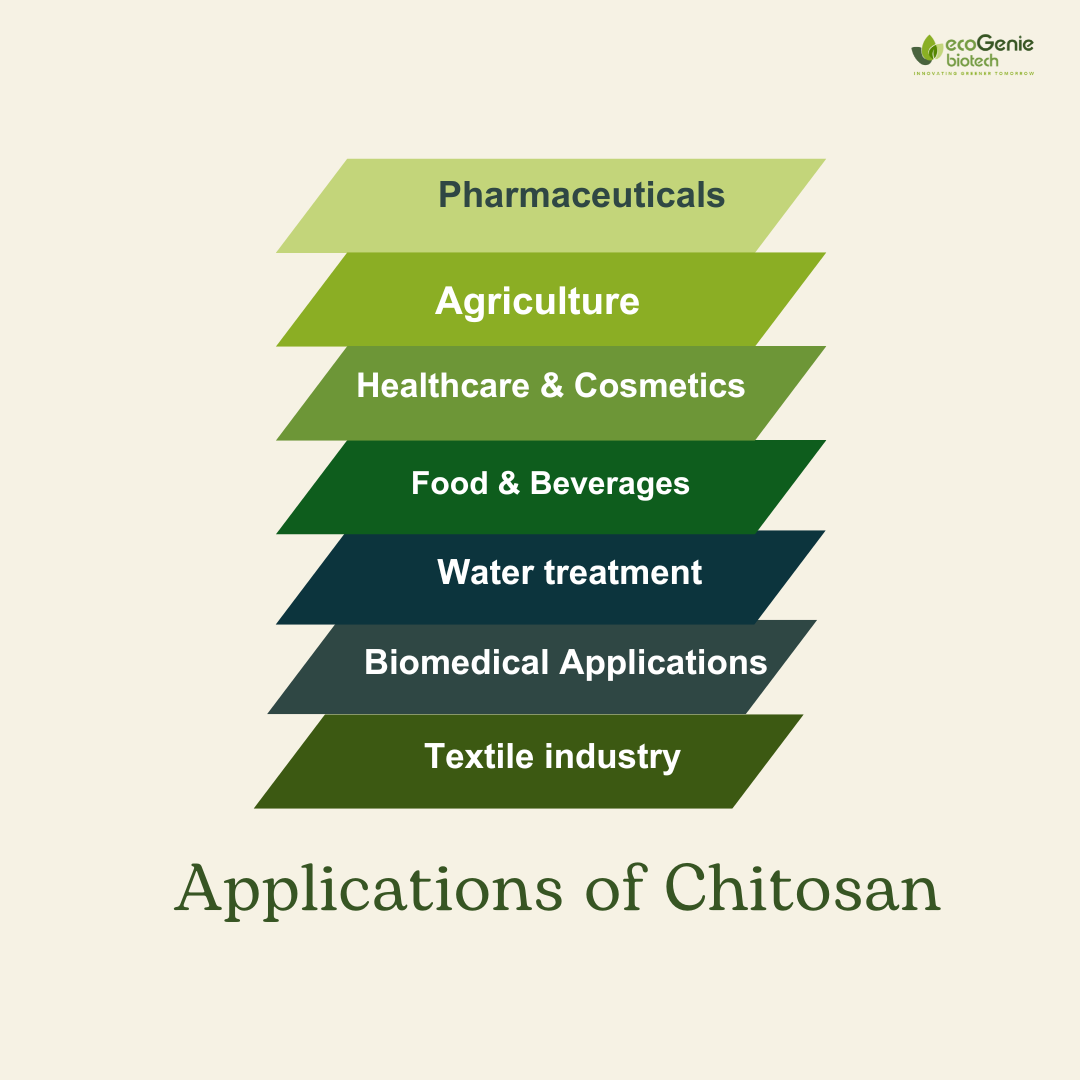 ecoGenie
biotech
INNOVATING GREENER TOMORROW
Pharmaceuticals
Agriculture
Healthcare & Cosmetics
Food & Beverages
Water treatment
Biomedical Applications
Textile industry
Applications of Chitosan